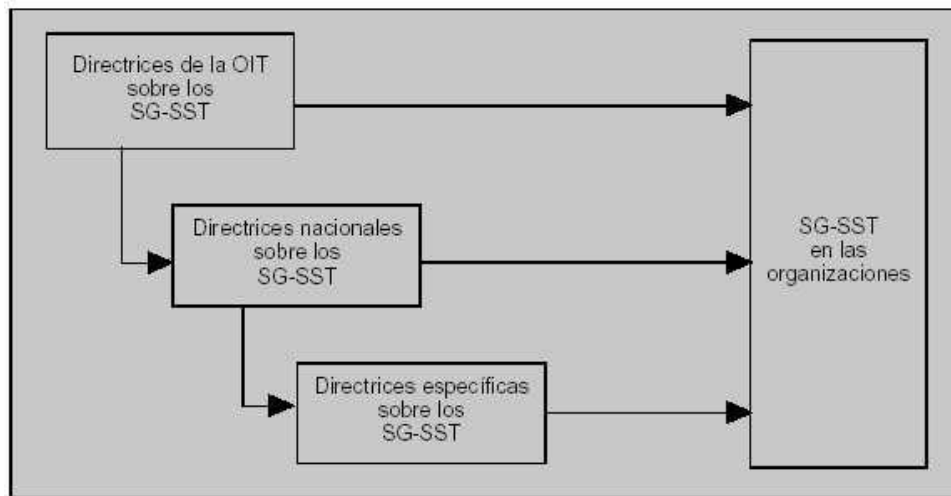 Directrices de la OIT
sobre los
SG-SST
Directrices nacionales
sobre los
SG-SST
Directrices específicas
sobre los
SG-SST
SG-SST
en las
organizaciones